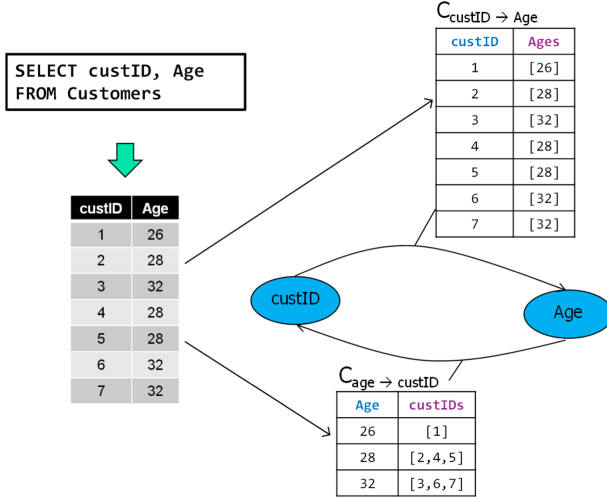 SELECT custID, Age
FROM Customers
custID Age
1 26
2 28
3 32
4 28
5 28
6 32
7 32
CcustID → Age
custID Ages
1 [26]
2 [28]
3 [32]
4 [28]
5 [28]
6 [32]
7 [32]
custID
Age
Cage → custID
Age custIDs
26 [1]
28 [2,4,5]
32 [3,6,7]